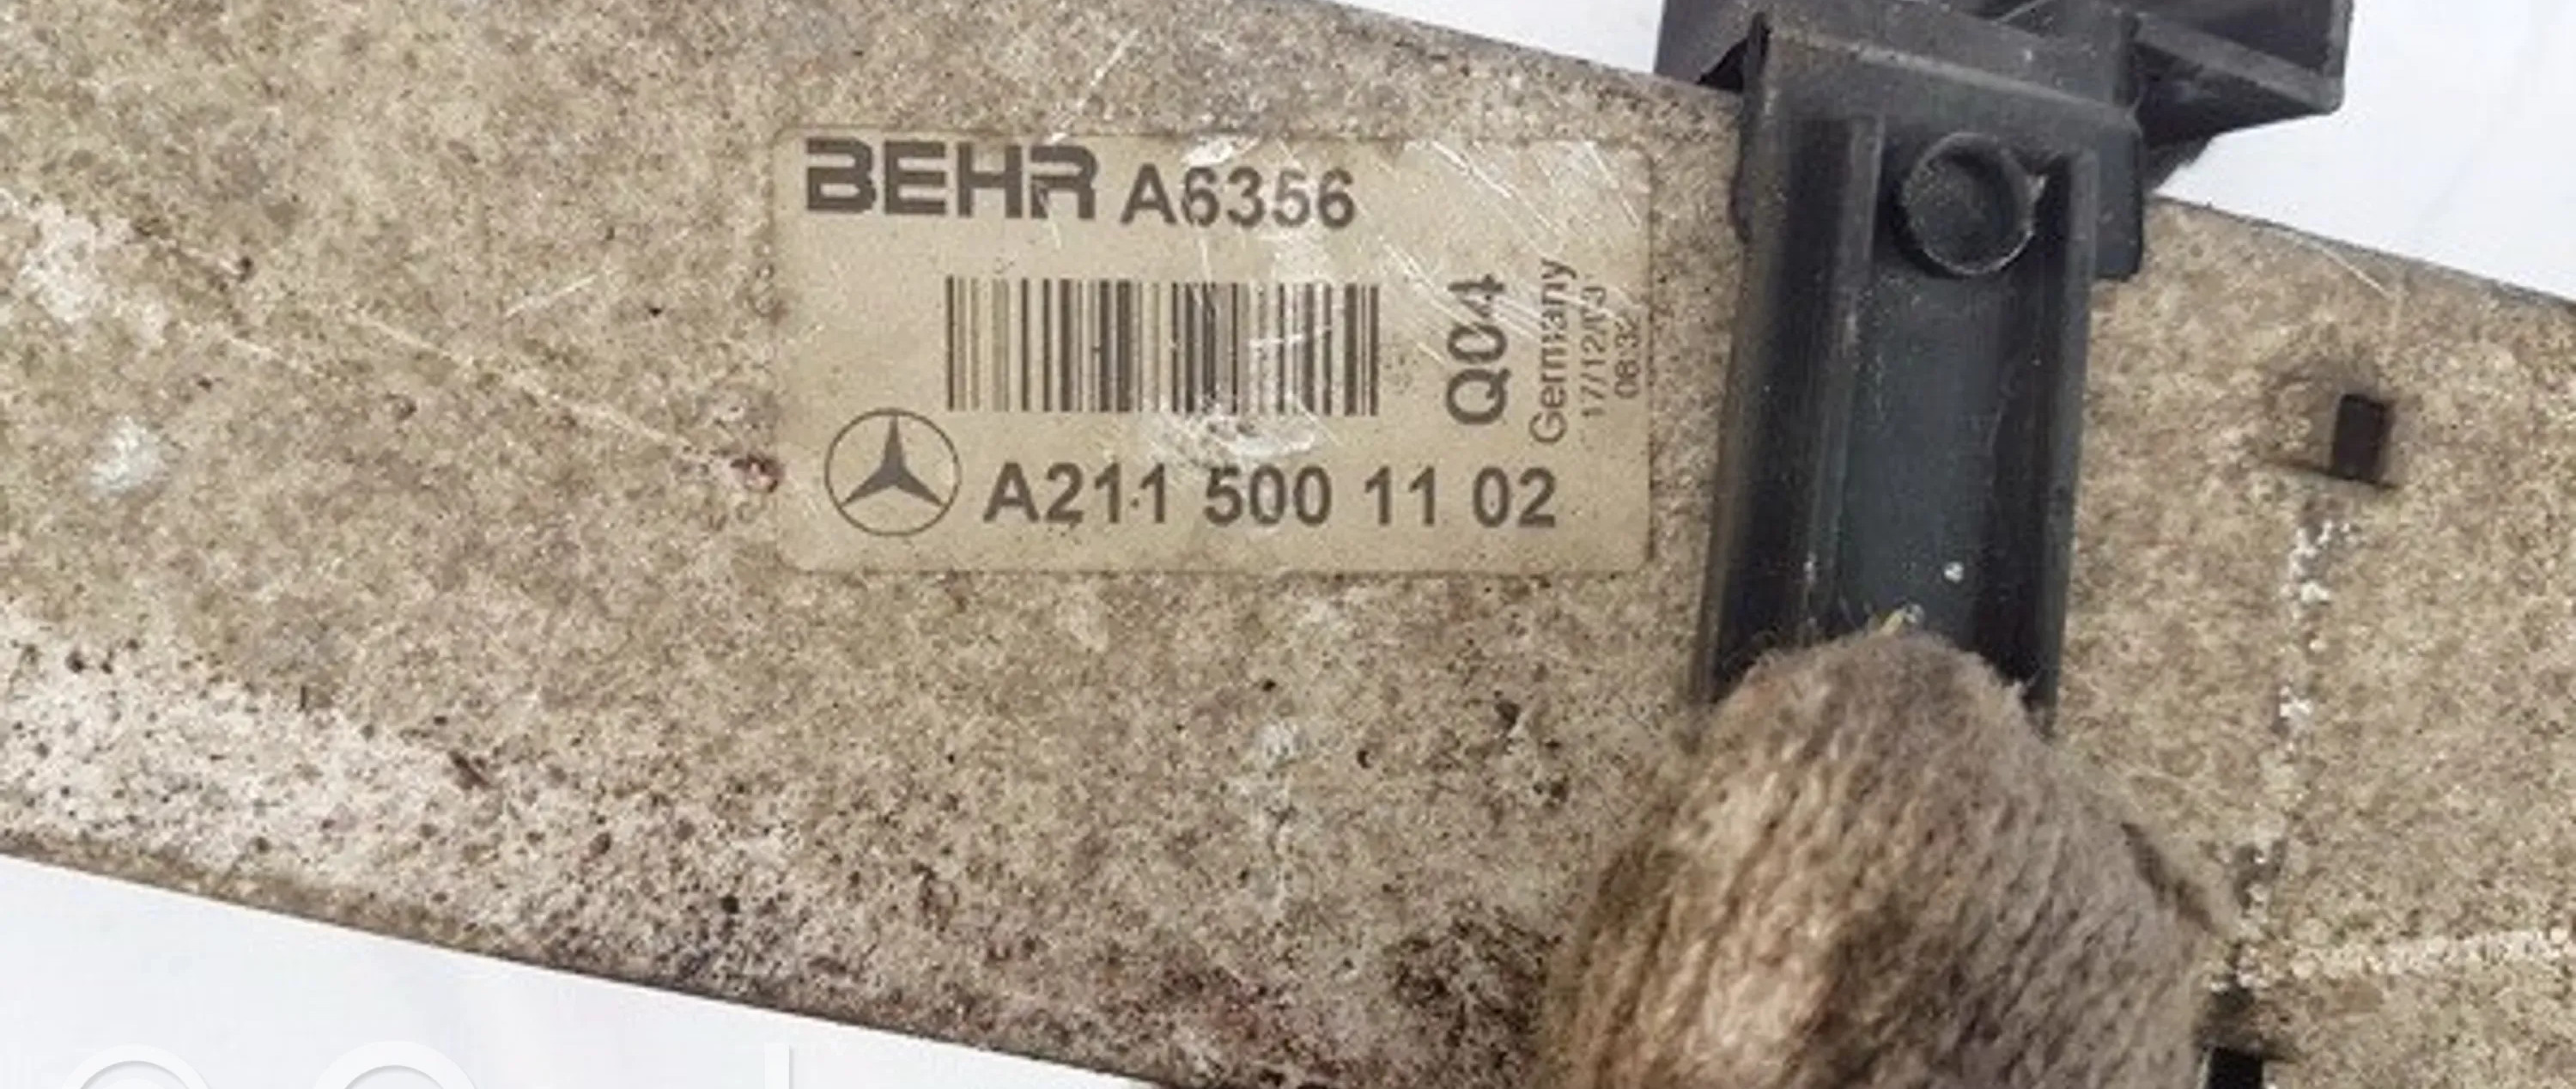 BEHR A6356
Q04
Germany
17/12/03
08:32
A211 500 11 02